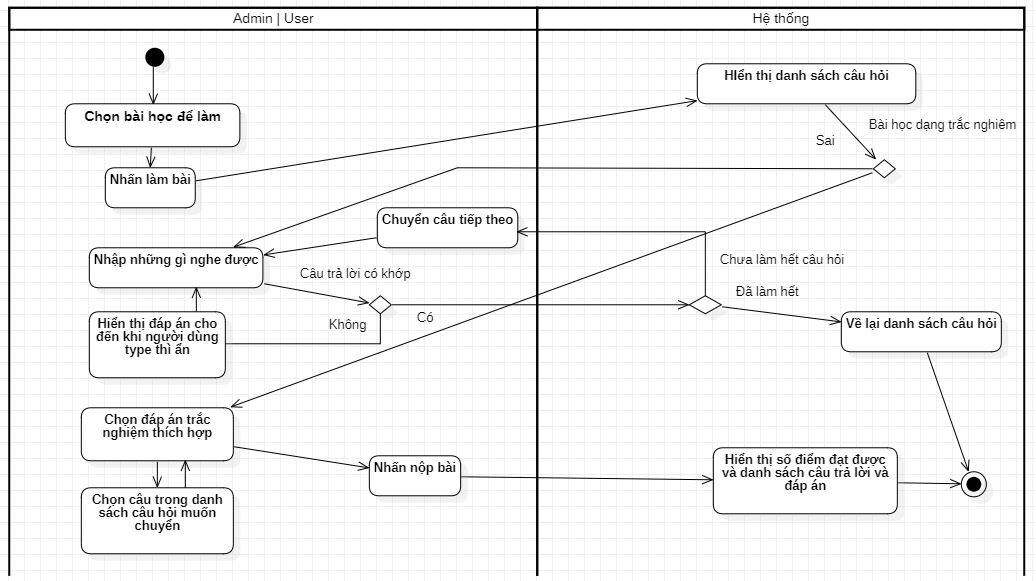 Admin | User
Hệ thống
HIển thị danh sách câu hỏi
Chọn bài học để làm
Bài học dạng trắc nghiêm
Sai
Nhấn làm bài
Chuyển câu tiếp theo
Nhập những gì nghe được
Chưa làm hết câu hỏi
Câu trả lời có khớp
Đã làm hết
Không
Có
Hiển thị đáp án cho
đến khi người dùng
type thì ẩn
Về lại danh sách câu hỏi
Chọn đáp án trắc
nghiệm thích hợp
Nhấn nộp bài
Hiển thị số điểm đạt được
và danh sách câu trả lời và
đáp án
Chọn câu trong danh
sách câu hỏi muốn
chuyển